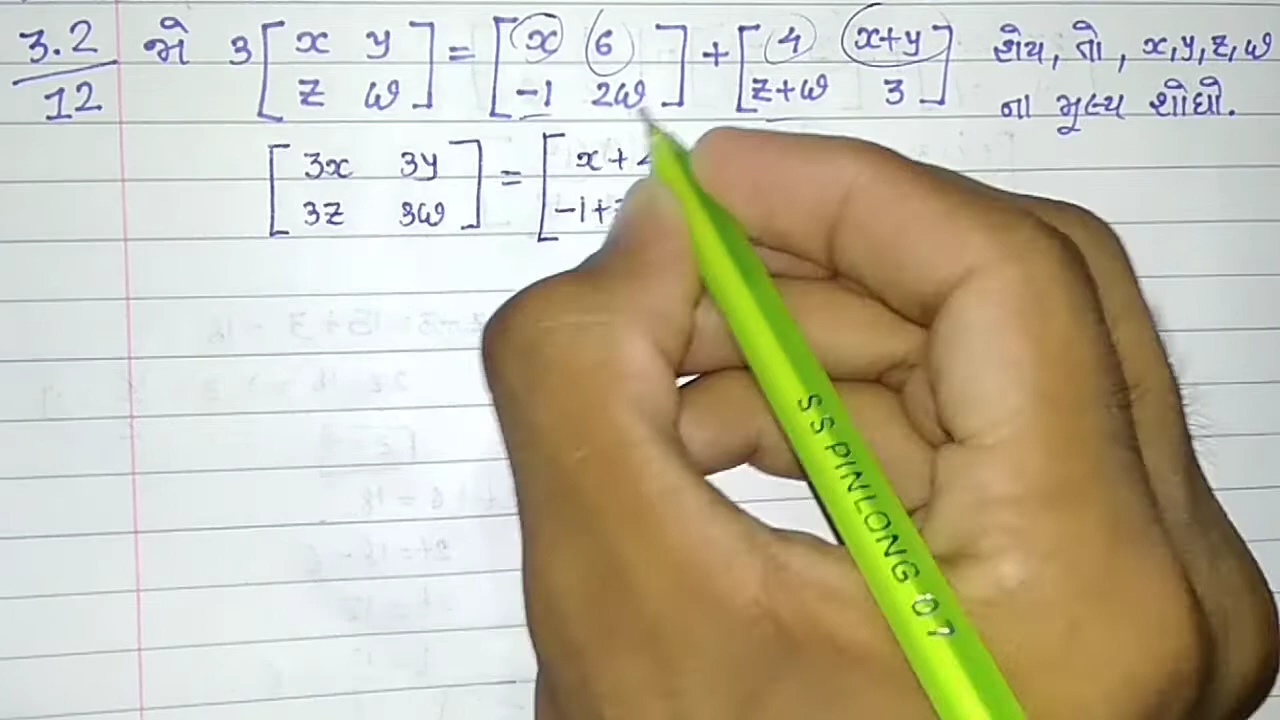 3.2/12 જો 3 [x y; z w] = [x 6; -1 2w] + [4 x+y; z+w 3] હોય, તો, x, y, z, w ના મૂલ્ય શોધો.
[3x 3y; 3z 3w] = [x + 4; -1+z
SS PINLONG 07